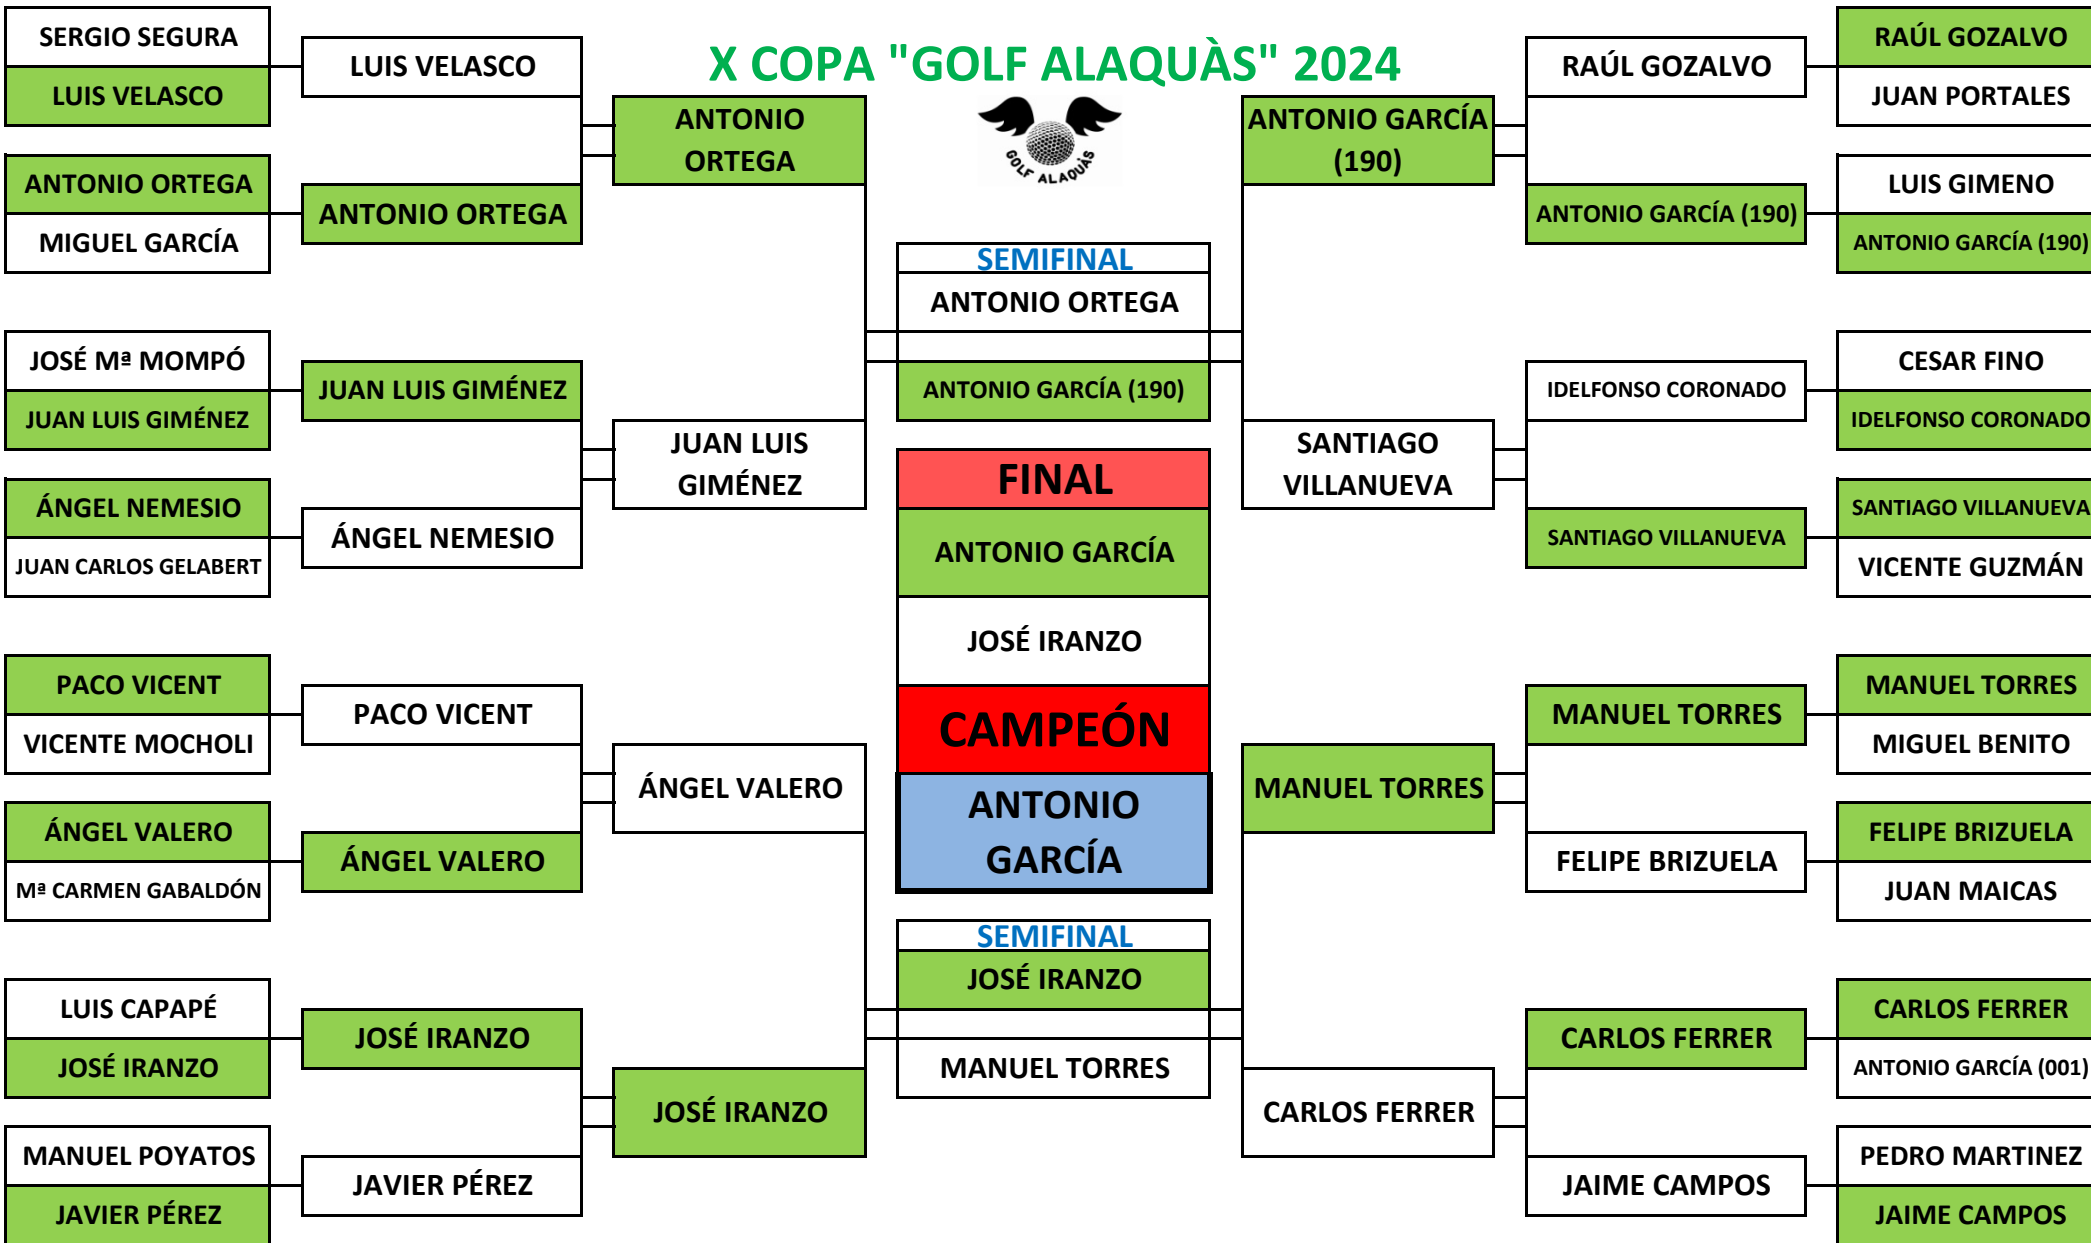 X COPA "GOLF ALAQUÀS" 2024
GOLF ALAQUÀS
SERGIO SEGURA
LUIS VELASCO
ANTONIO ORTEGA
MIGUEL GARCÍA
JOSÉ Mª MOMPÓ
JUAN LUIS GIMÉNEZ
ÁNGEL NEMESIO
JUAN CARLOS GELABERT
PACO VICENT
VICENTE MOCHOLI
ÁNGEL VALERO
Mª CARMEN GABALDÓN
LUIS CAPAPÉ
JOSÉ IRANZO
MANUEL POYATOS
JAVIER PÉREZ
LUIS VELASCO
ANTONIO ORTEGA
JUAN LUIS GIMÉNEZ
ÁNGEL NEMESIO
PACO VICENT
ÁNGEL VALERO
JOSÉ IRANZO
JAVIER PÉREZ
ANTONIO
ORTEGA
JUAN LUIS
GIMÉNEZ
ÁNGEL VALERO
JOSÉ IRANZO
SEMIFINAL
ANTONIO ORTEGA
ANTONIO GARCÍA (190)
FINAL
ANTONIO GARCÍA
JOSÉ IRANZO
CAMPEÓN
ANTONIO
GARCÍA
SEMIFINAL
JOSÉ IRANZO
MANUEL TORRES
ANTONIO GARCÍA
(190)
SANTIAGO
VILLANUEVA
MANUEL TORRES
CARLOS FERRER
RAÚL GOZALVO
ANTONIO GARCÍA (190)
IDELFONSO CORONADO
SANTIAGO VILLANUEVA
MANUEL TORRES
FELIPE BRIZUELA
CARLOS FERRER
JAIME CAMPOS
RAÚL GOZALVO
JUAN PORTALES
LUIS GIMENO
ANTONIO GARCÍA (190)
CESAR FINO
IDELFONSO CORONADO
SANTIAGO VILLANUEVA
VICENTE GUZMÁN
MANUEL TORRES
MIGUEL BENITO
FELIPE BRIZUELA
JUAN MAICAS
CARLOS FERRER
ANTONIO GARCÍA (001)
PEDRO MARTINEZ
JAIME CAMPOS